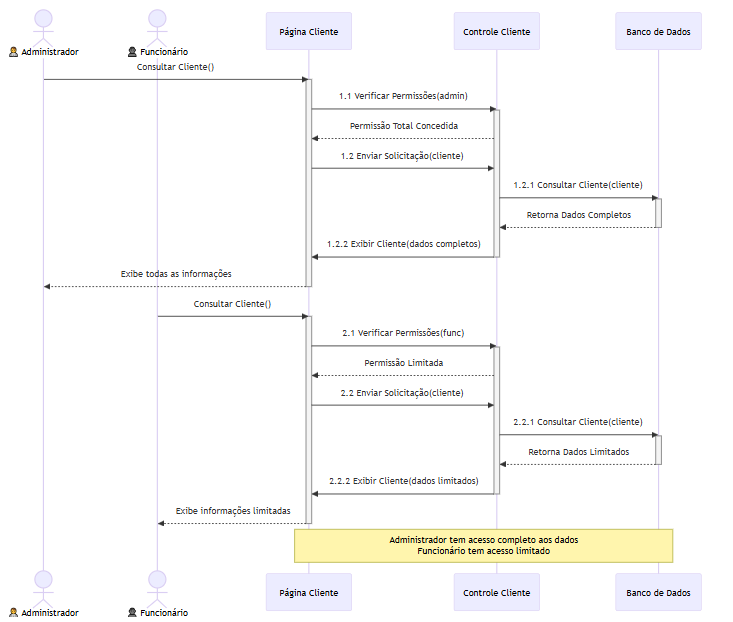 Página Cliente
Controle Cliente
Banco de Dados
Administrador
Funcionário
Consultar Cliente()
1.1 Verificar Permissões(admin)
Permissão Total Concedida
1.2 Enviar Solicitação(cliente)
1.2.1 Consultar Cliente(cliente)
Retorna Dados Completos
1.2.2 Exibir Cliente(dados completos)
Exibe todas as informações
Consultar Cliente()
2.1 Verificar Permissões(func)
Permissão Limitada
2.2 Enviar Solicitação(cliente)
2.2.1 Consultar Cliente(cliente)
Retorna Dados Limitados
2.2.2 Exibir Cliente(dados limitados)
Exibe informações limitadas
Administrador tem acesso completo aos dados
Funcionário tem acesso limitado
Página Cliente
Controle Cliente
Banco de Dados
Administrador
Funcionário